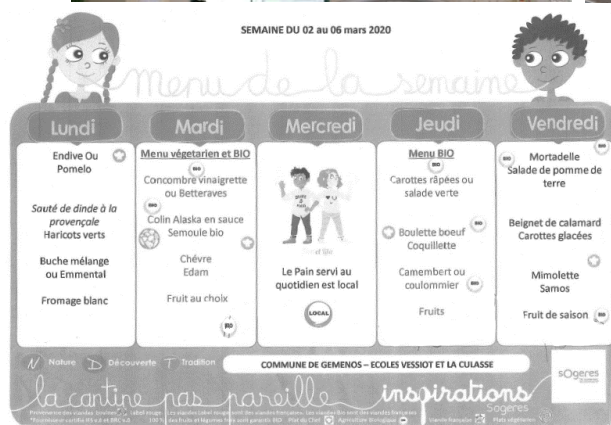 SEMAINE DU 02 au 06 mars 2020
menu de la semaine
Lundi
Endive Ou
Pomelo
Sauté de dinde à la
provençale
Haricots verts
Buche mélange
ou Emmental
Fromage blanc
Mardi
Menu végetarien et BIO
Concombre vinaigrette
ou Betteraves
Colin Alaska en sauce
Semoule bio
Chévre
Edam
Fruit au choix
BIO
Mercredi
Le Pain servi au
quotidien est local
LOCAL
Jeudi
Menu BIO
Carottes râpées ou
salade verte
Boulette boeuf
Coquillette
Camembert ou
coulommier
Fruits
Vendredi
Mortadelle
Salade de pomme de
terre
Beignet de calamard
Carottes glacées
Mimolette
Samos
Fruit de saison
N Nature D Découverte T Tradition
COMMUNE DE GEMENOS – ECOLES VESSIOT ET LA CULASSE
sOgeres
la cantine pas pareille
inspirations
Sogeres